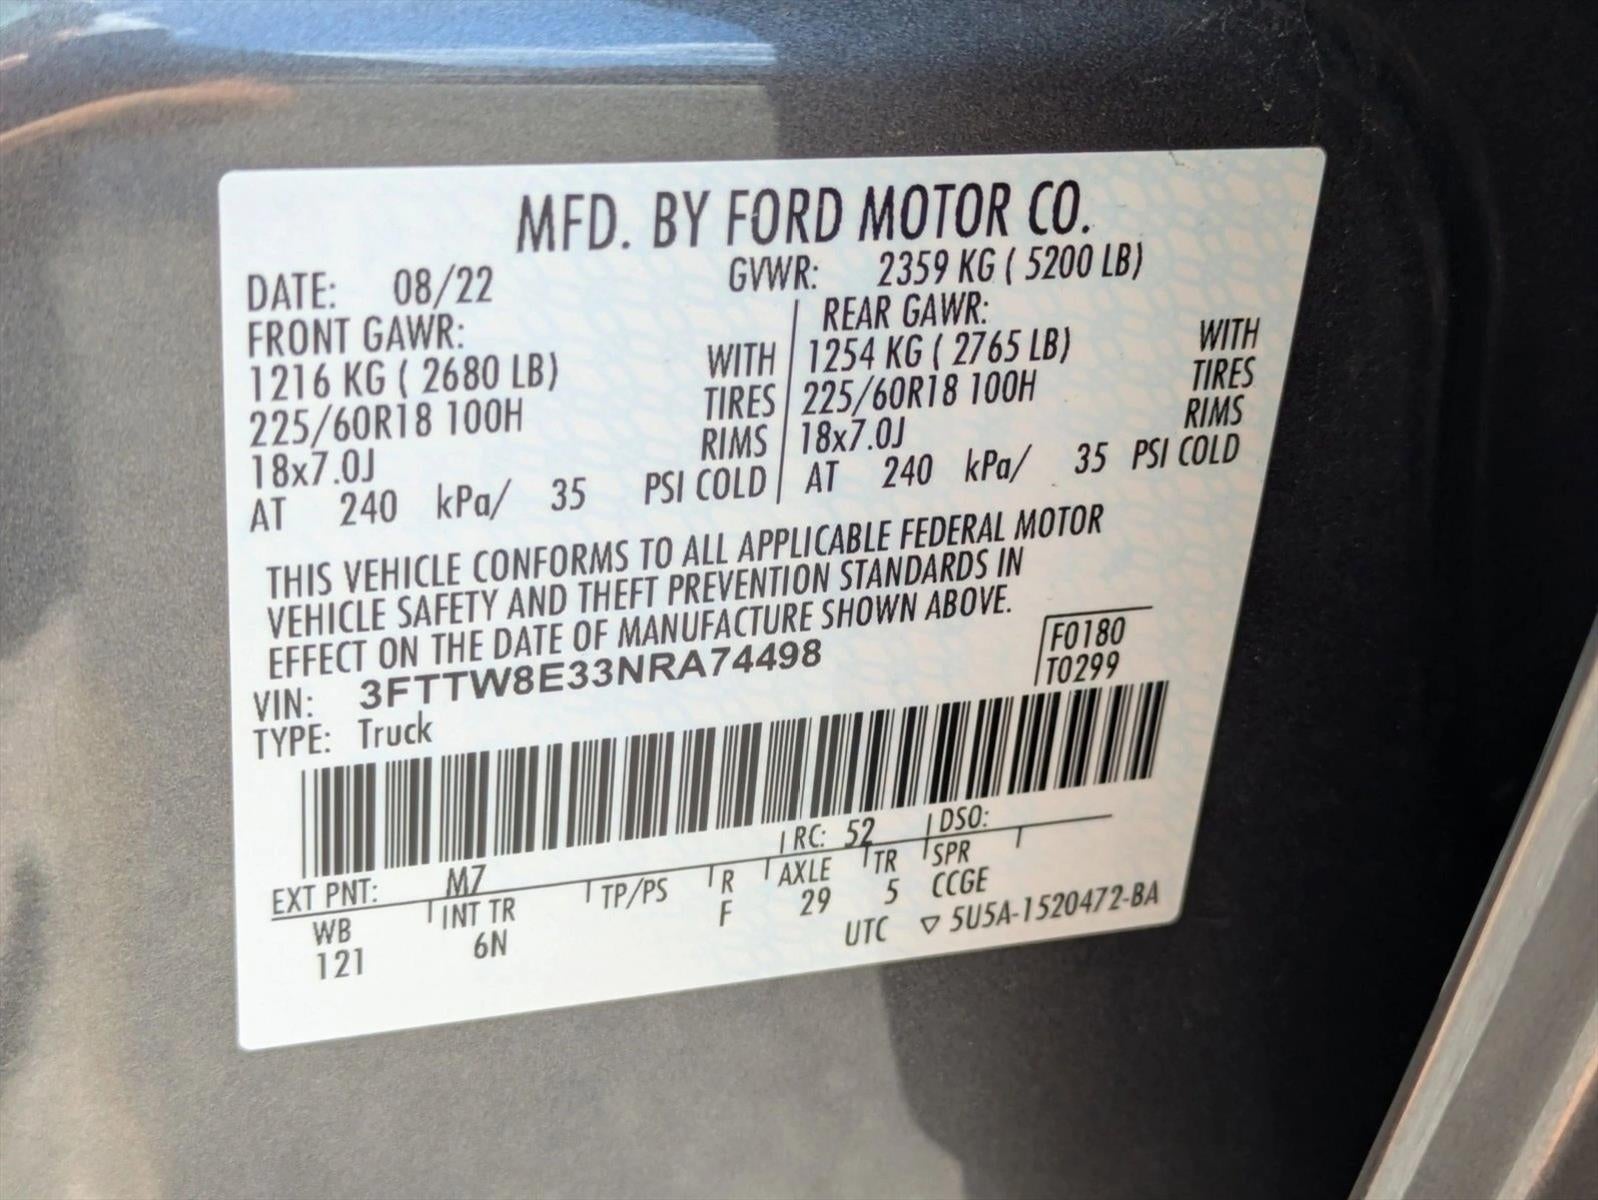 MFD. BY FORD MOTOR CO.
DATE: 08/22 GVWR: 2359 KG ( 5200 LB)
FRONT GAWR: REAR GAWR:
1216 KG ( 2680 LB) WITH 1254 KG ( 2765 LB) WITH
225/60R18 100H TIRES 225/60R18 100H TIRES
18x7.0J RIMS 18x7.0J RIMS
AT 240 kPa/ 35 PSI COLD AT 240 kPa/ 35 PSI COLD
THIS VEHICLE CONFORMS TO ALL APPLICABLE FEDERAL MOTOR
VEHICLE SAFETY AND THEFT PREVENTION STANDARDS IN
EFFECT ON THE DATE OF MANUFACTURE SHOWN ABOVE.
VIN: 3FTTW8E33NRA74498 F0180
TYPE: Truck T0299
EXT PNT: M7 RC: 52 DSO:
WB INT TR TP/PS R AXLE TR SPR
121 6N F 29 5 CCGE
UTC ▽ 5U5A-1520472-BA